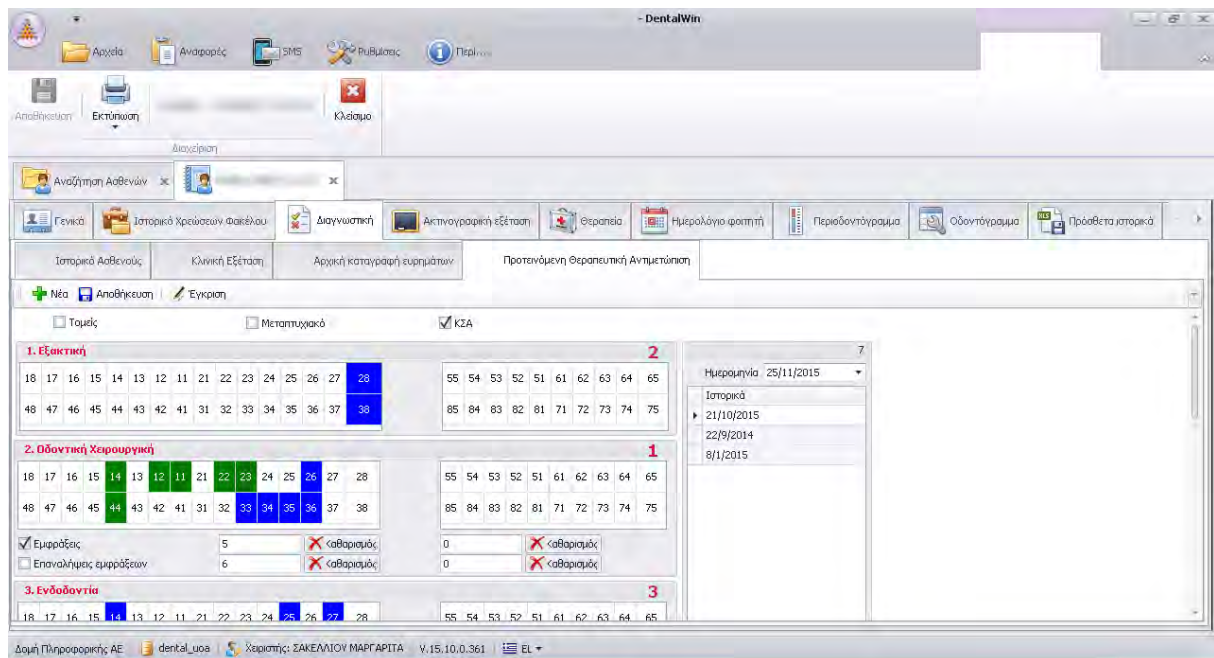 - DentalWin
Αρχεία Αναφορές SMS Ρυθμίσεις Περί....
Αποθήκευση Εκτύπωση Κλείσιμο
Διαχείριση
Αναζήτηση Ασθενών
Γενικά Ιστορικό Χρεώσεων Φακέλου Διαγνωστική Ακτινογραφική εξέταση Θεραπεία Ημερολόγιο φοιτητή Περιοδοντόγραμμα Οδοντόγραμμα Πρόσθετα ιστορικά
Ιστορικό Ασθενούς Κλινική Εξέταση Αρχική καταγραφή ευρημάτων Προτεινόμενη Θεραπευτική Αντιμετώπιση
Νέα Αποθήκευση Έγκριση
Τομείς Μεταπτυχιακό ΚΣΑ
1. Εξακτική 2 7
18 17 16 15 14 13 12 11 21 22 23 24 25 26 27 28 55 54 53 52 51 61 62 63 64 65
48 47 46 45 44 43 42 41 31 32 33 34 35 36 37 38 85 84 83 82 81 71 72 73 74 75
Ημερομηνία 25/11/2015
Ιστορικά
21/10/2015
22/9/2014
8/1/2015
2. Οδοντική Χειρουργική 1
18 17 16 15 14 13 12 11 21 22 23 24 25 26 27 28 55 54 53 52 51 61 62 63 64 65
48 47 46 45 44 43 42 41 31 32 33 34 35 36 37 38 85 84 83 82 81 71 72 73 74 75
Εμφράξεις 5 Καθαρισμός 0 Καθαρισμός
Επαναλήψεις εμφράξεων 6 Καθαρισμός 0 Καθαρισμός
3. Ενδοδοντία 3
18 17 16 15 14 13 12 11 21 22 23 24 25 26 27 28 55 54 53 52 51 61 62 63 64 65
Δομή Πληροφορικής ΑΕ dental_uoa Χειριστής: ΣΑΚΕΛΛΙΟΥ ΜΑΡΓΑΡΙΤΑ V.15.10.0.361 EL